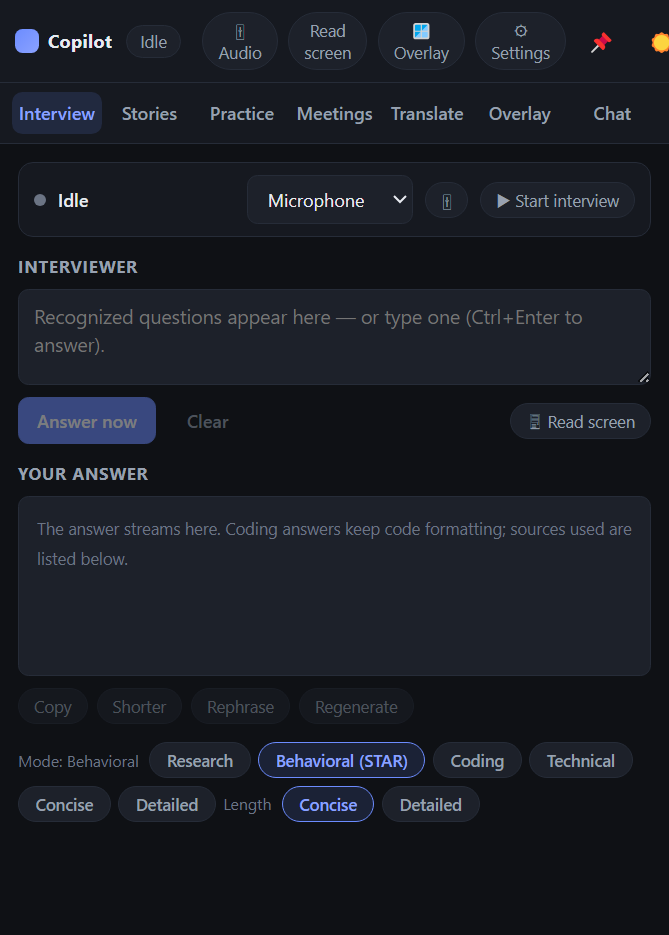 Copilot Idle Audio Read screen Overlay Settings
Interview Stories Practice Meetings Translate Overlay Chat
Idle Microphone Start interview
INTERVIEWER
Recognized questions appear here — or type one (Ctrl+Enter to
answer).
Answer now Clear Read screen
YOUR ANSWER
The answer streams here. Coding answers keep code formatting; sources used are
listed below.
Copy Shorter Rephrase Regenerate
Mode: Behavioral Research Behavioral (STAR) Coding Technical
Concise Detailed Length Concise Detailed